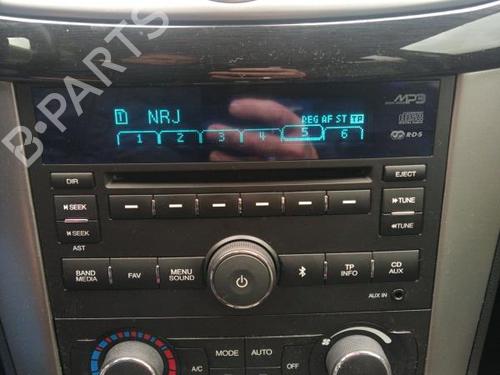 B-PARTS
NRJ
REG AF ST TP
1 2 3 4 5 6
MP3
RDS
DIR
EJECT
SEEK
TUNE
SEEK
TUNE
AST
BAND MEDIA
FAV
MENU SOUND
TP INFO
CD AUX
AUX IN
MODE
AUTO
A/C
OFF